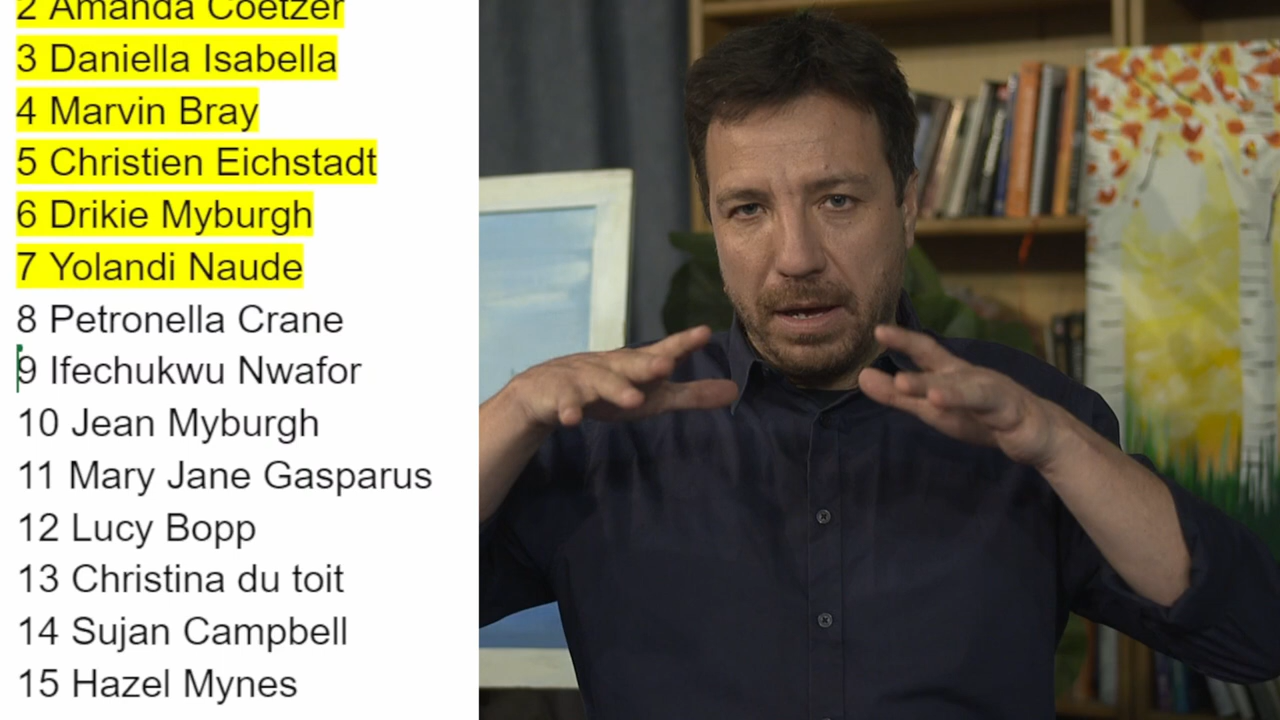 2 Amanda Coetzer
3 Daniella Isabella
4 Marvin Bray
5 Christien Eichstadt
6 Drikie Myburgh
7 Yolandi Naude
8 Petronella Crane
9 Ifechukwu Nwafor
10 Jean Myburgh
11 Mary Jane Gasparus
12 Lucy Bopp
13 Christina du toit
14 Sujan Campbell
15 Hazel Mynes